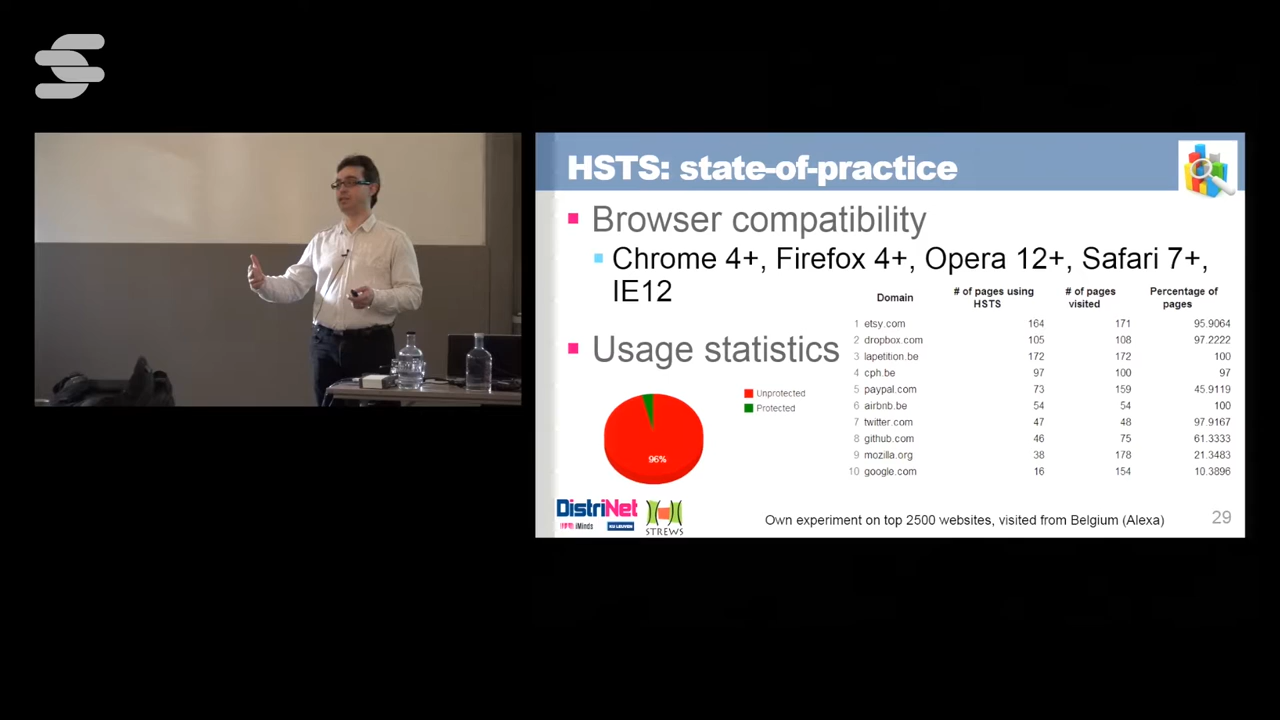 HSTS: state-of-practice
Browser compatibility
Chrome 4+, Firefox 4+, Opera 12+, Safari 7+,
IE12
Usage statistics
Domain # of pages using HSTS # of pages visited Percentage of pages
1 etsy.com 164 171 95.9064
2 dropbox.com 105 108 97.2222
3 lapetition.be 172 172 100
4 cph.be 97 100 97
5 paypal.com 73 159 45.9119
6 airbnb.be 54 54 100
7 twitter.com 47 48 97.9167
8 github.com 46 75 61.3333
9 mozilla.org 38 178 21.3483
10 google.com 16 154 10.3896
Unprotected
Protected
96%
DistriNet
iMinds KU LEUVEN
STREWS
Own experiment on top 2500 websites, visited from Belgium (Alexa)
29